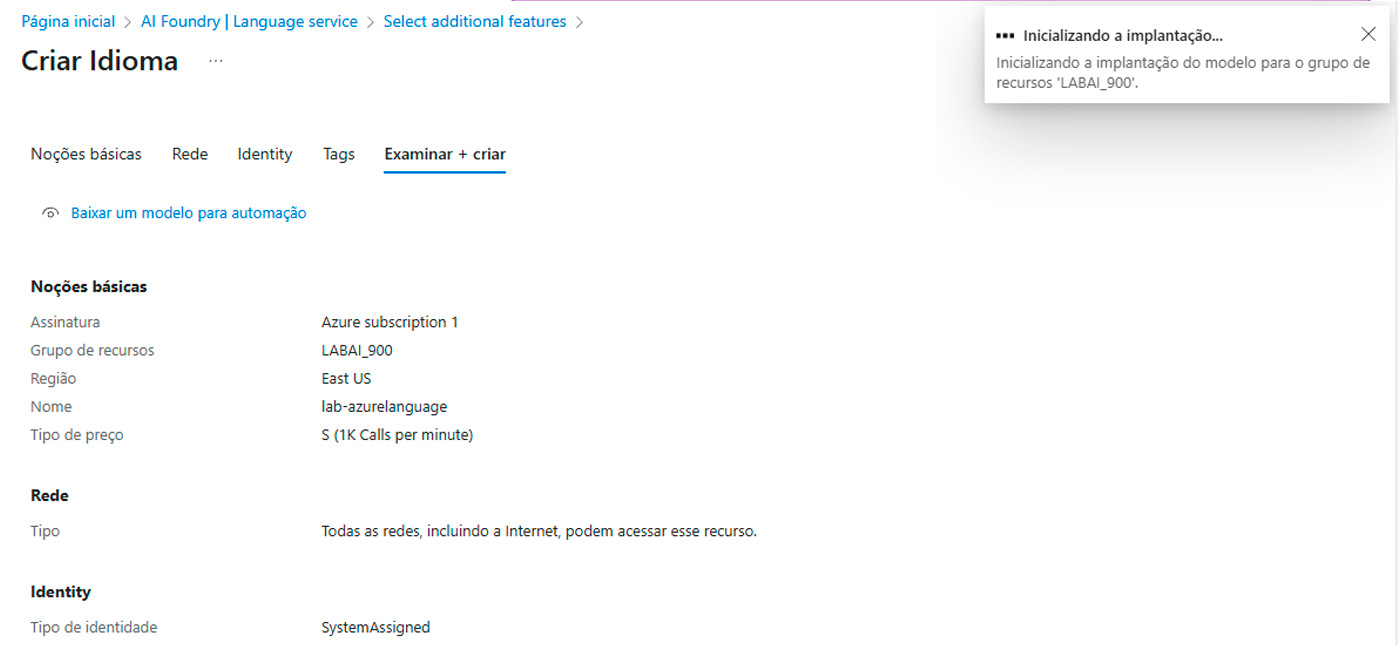 Página inicial > AI Foundry | Language service > Select additional features >
Criar Idioma ...
Inicializando a implantação...
Inicializando a implantação do modelo para o grupo de
recursos 'LABAI_900'.
Noções básicas Rede Identity Tags Examinar + criar
Baixar um modelo para automação
Noções básicas
Assinatura Azure subscription 1
Grupo de recursos LABAI_900
Região East US
Nome lab-azurelanguage
Tipo de preço S (1K Calls per minute)
Rede
Tipo Todas as redes, incluindo a Internet, podem acessar esse recurso.
Identity
Tipo de identidade SystemAssigned